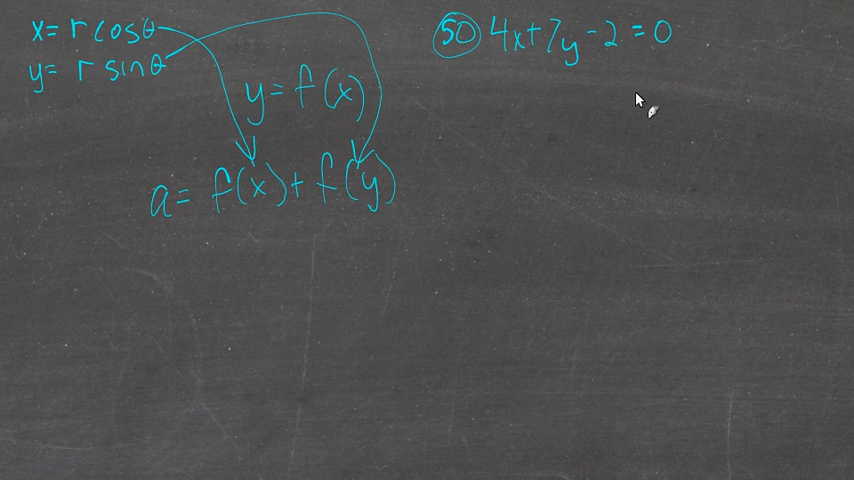 x = r cosθ
y = r sinθ
y = f(x)
a = f(x) + f(y)
50 4x + 7y - 2 = 0